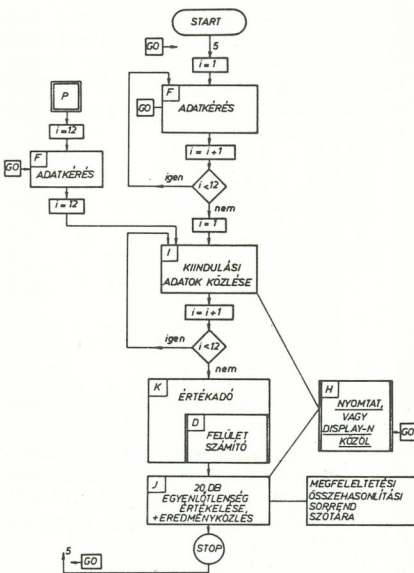 START
GO
5
i=1
F
GO
ADATKÉRÉS
i = i+1
igen
i<12
nem
i=1
P
i=12
GO
F
ADATKÉRÉS
i=12
I
KIINDULÁSI
ADATOK KÖZLÉSE
i = i+1
igen
i<12
nem
K
ÉRTÉKADÓ
D
FELÜLET
SZÁMÍTÓ
H
NYOMTAT,
VAGY
DISPLAY-N
KÖZÖL
GO
J
20 DB
EGYENLŐTLENSÉG
ÉRTÉKELÉSE,
+EREDMÉNYKÖZLÉS
MEGFELELTETÉSI
ÖSSZEHASONLITÁSI
SORREND
SZÓTÁRA
STOP
5
GO